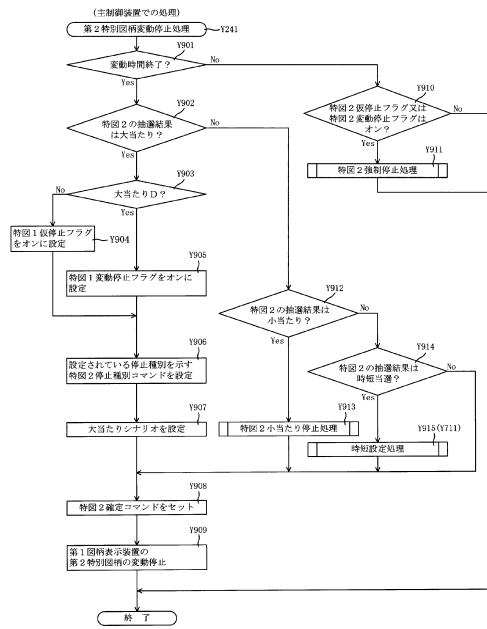 (主制御装置での処理)
第2特別図柄変動停止処理
Y241
Y901
変動時間終了?
No
Yes
Y902
特図2の抽選結果
は大当たり?
No
Yes
Y903
大当たりD?
No
Yes
特図1仮停止フラグ
をオンに設定
Y904
Y905
特図1変動停止フラグをオンに
設定
Y906
設定されている停止種別を示す
特図2停止種別コマンドを設定
Y907
大当たりシナリオを設定
Y908
特図2確定コマンドをセット
Y909
第1図柄表示装置の
第2特別図柄の変動停止
終 了
Y910
特図2仮停止フラグ又は
特図2変動停止フラグは
オン?
No
Yes
Y911
特図2強制停止処理
Y912
特図2の抽選結果は
小当たり?
No
Yes
Y913
特図2小当たり停止処理
Y914
特図2の抽選結果は
時短当選?
No
Yes
Y915(Y711)
時短設定処理